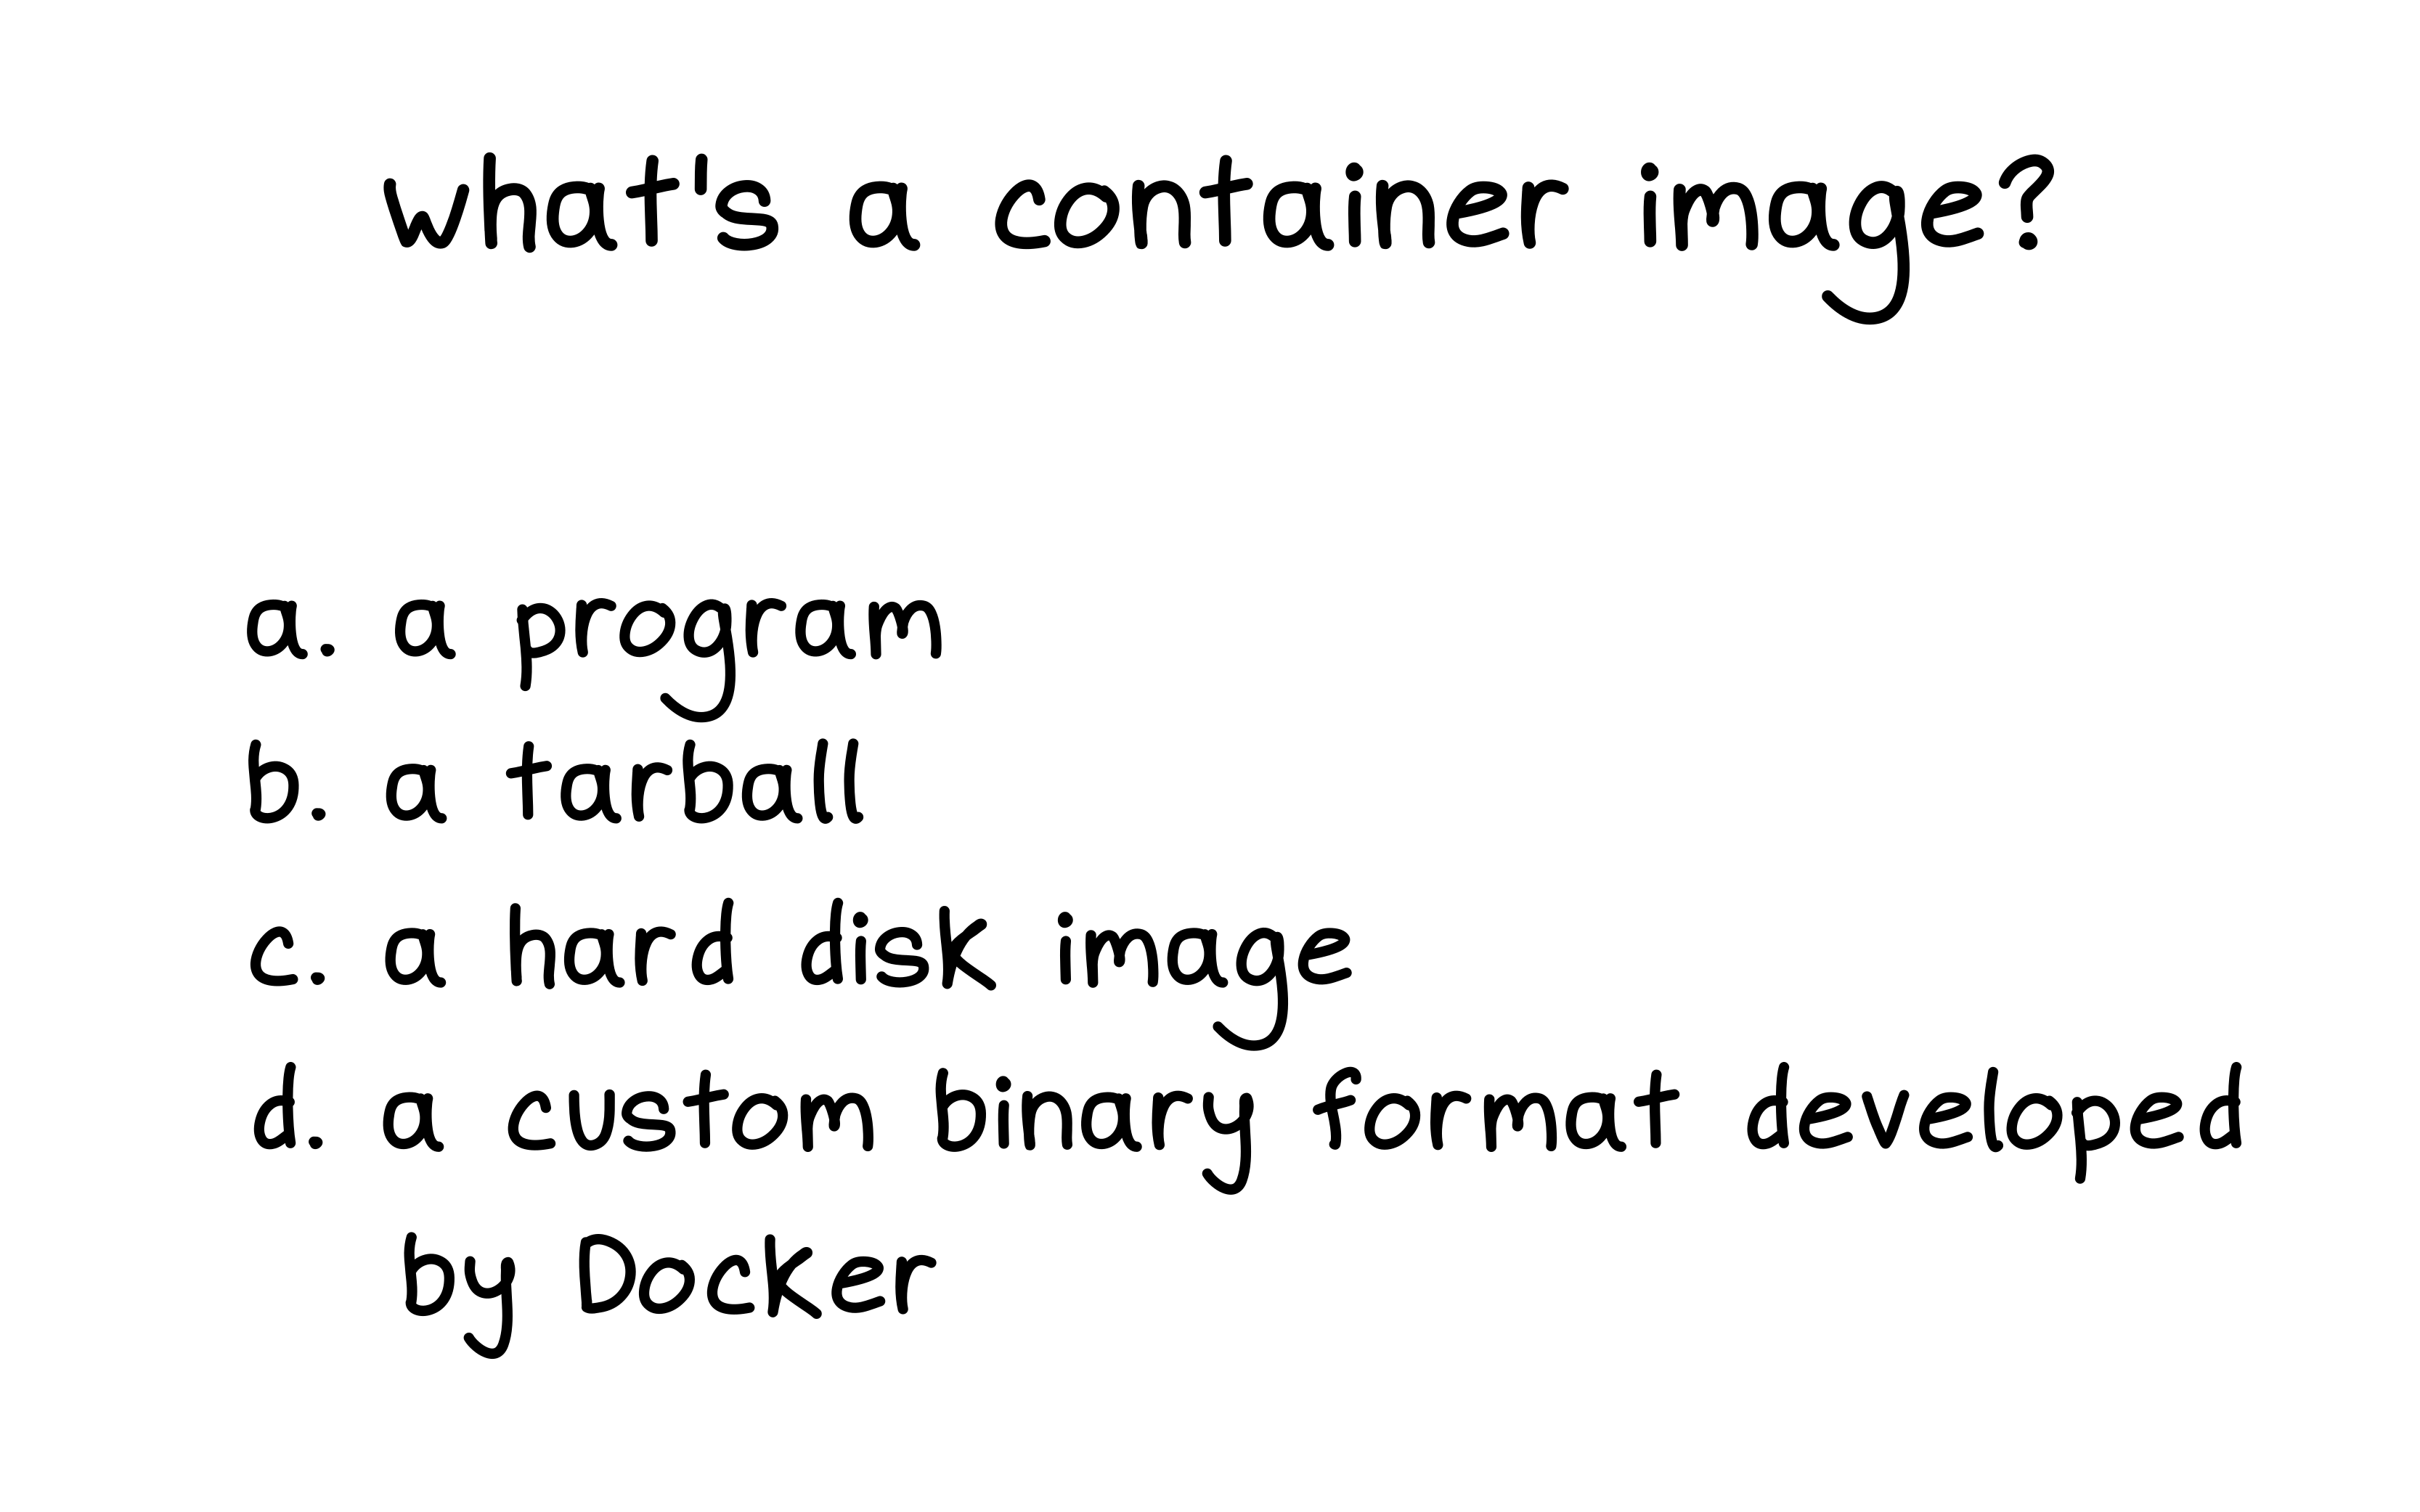 what's a container image?
a. a program
b. a tarball
c. a hard disk image
d. a custom binary format developed
by Docker